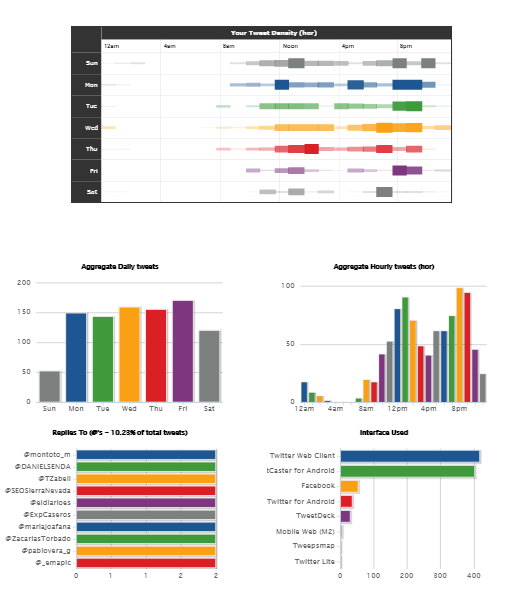 Your Tweet Density (hor)
12am 4am 8am Noon 4pm 8pm
Sun
Mon
Tue
Wed
Thu
Fri
Sat
Aggregate Daily tweets
200
150
100
50
0
Sun Mon Tue Wed Thu Fri Sat
Aggregate Hourly tweets (hor)
100
50
0
12am 4am 8am 12pm 4pm 8pm
Replies To (@'s - 10.23% of total tweets)
@montoto_m
@DANIELSENDA
@TZabell
@SEOSierraNevada
@eldiarioes
@ExpCaseros
@mariajoafana
@ZacariasTorbado
@pablovera_g
@_emapic
0 1 1 2 2
Interface Used
Twitter Web Client
tCaster for Android
Facebook
Twitter for Android
TweetDeck
Mobile Web (M2)
Tweepsmap
Twitter Lite
0 100 200 300 400